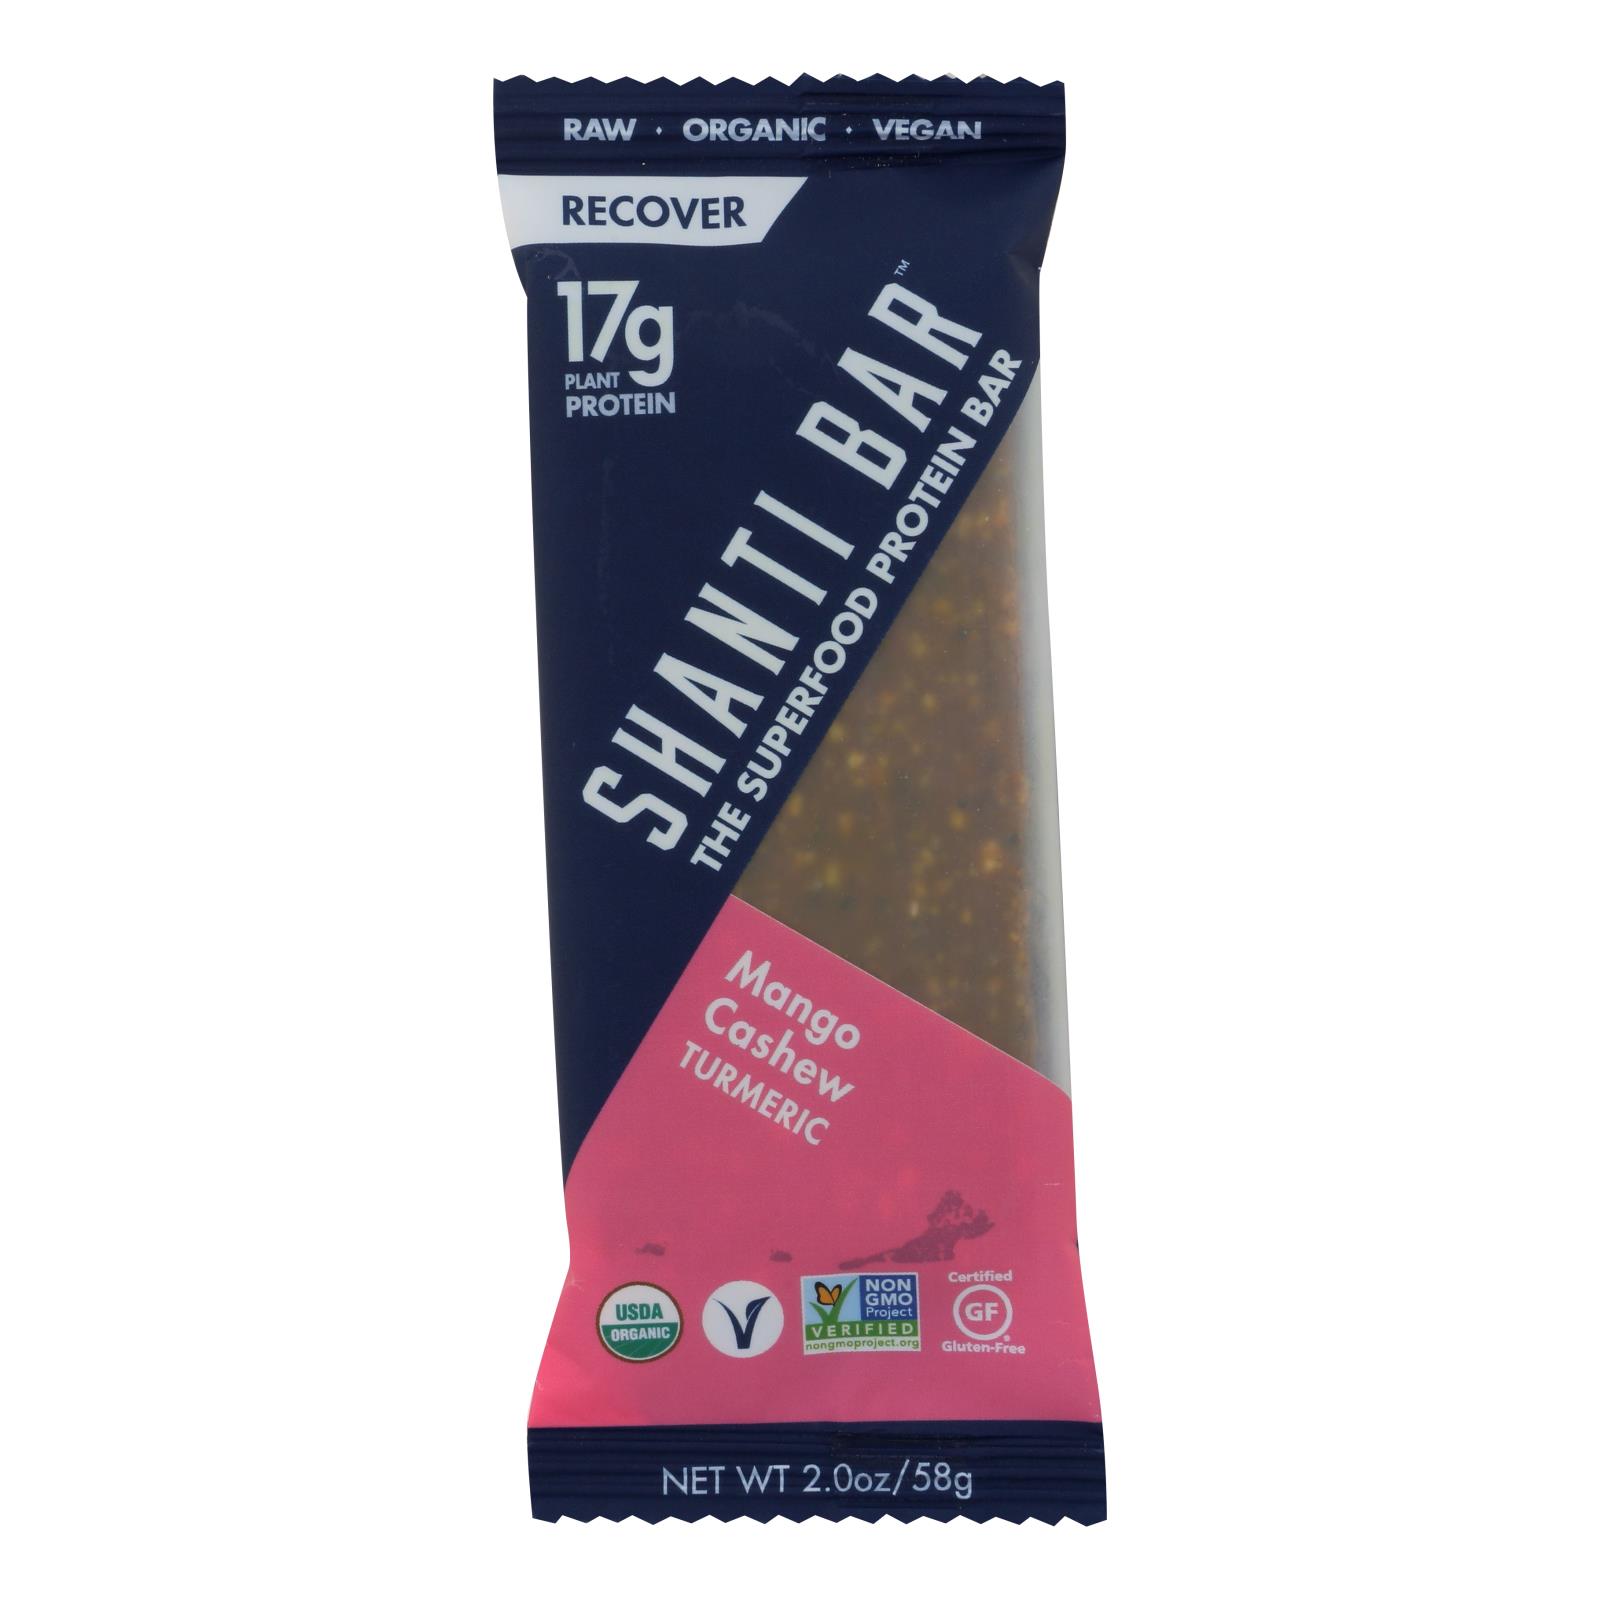 RAW • ORGANIC • VEGAN
RECOVER
17g
PLANT
PROTEIN
SHANTI BAR™
THE SUPERFOOD PROTEIN BAR
Mango
Cashew
TURMERIC
USDA
ORGANIC
V
NON
GMO
Project
VERIFIED
nongmoproject.org
Certified
GF
®
Gluten-Free
NET WT 2.0oz/58g